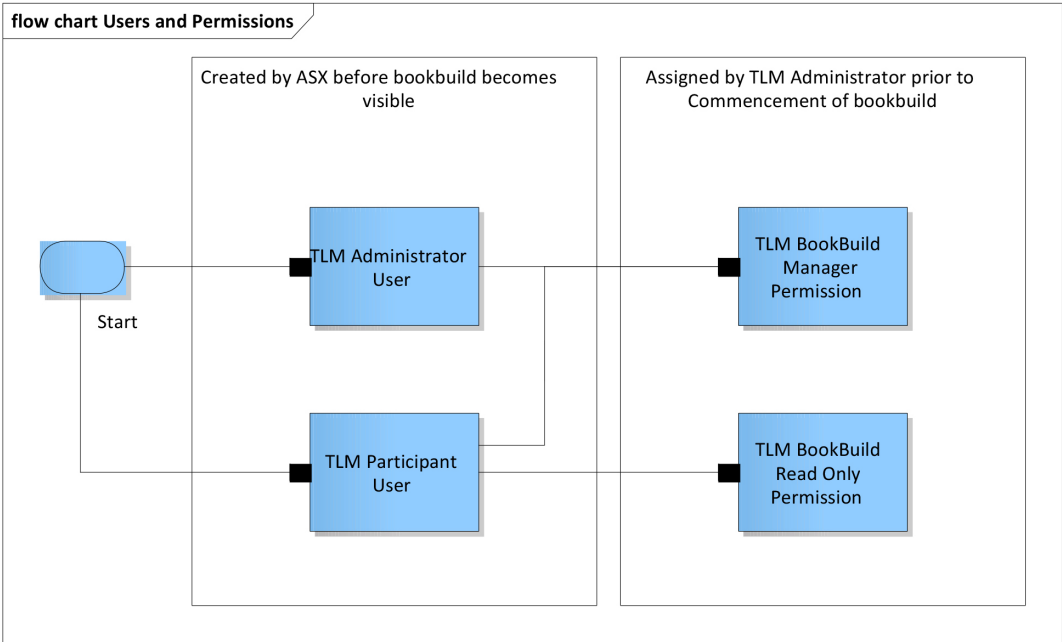 flow chart Users and Permissions
Created by ASX before bookbuild becomes
visible
Assigned by TLM Administrator prior to
Commencement of bookbuild
TLM Administrator
User
TLM BookBuild
Manager
Permission
Start
TLM Participant
User
TLM BookBuild
Read Only
Permission